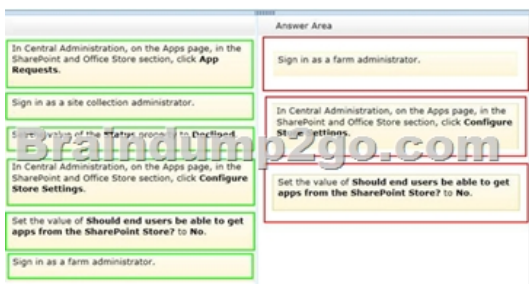 Answer Area
In Central Administration, on the Apps page, in the
SharePoint and Office Store section, click App
Requests.
Sign in as a site collection administrator.
value of the Status to Declined
In Central Administration, on the Apps page, in the
SharePoint and Office Store section, click Configure
Store Settings.
Set the value of Should end users be able to get
apps from the SharePoint Store? to No.
Sign in as a farm administrator.
Sign in as a farm administrator.
In Central Administration, on the Apps page, in the
SharePoint and Office Store section, click Configure
Settings.
Set the value of Should end users be able to get
apps from the SharePoint Store? to No.
Braindump2go.com